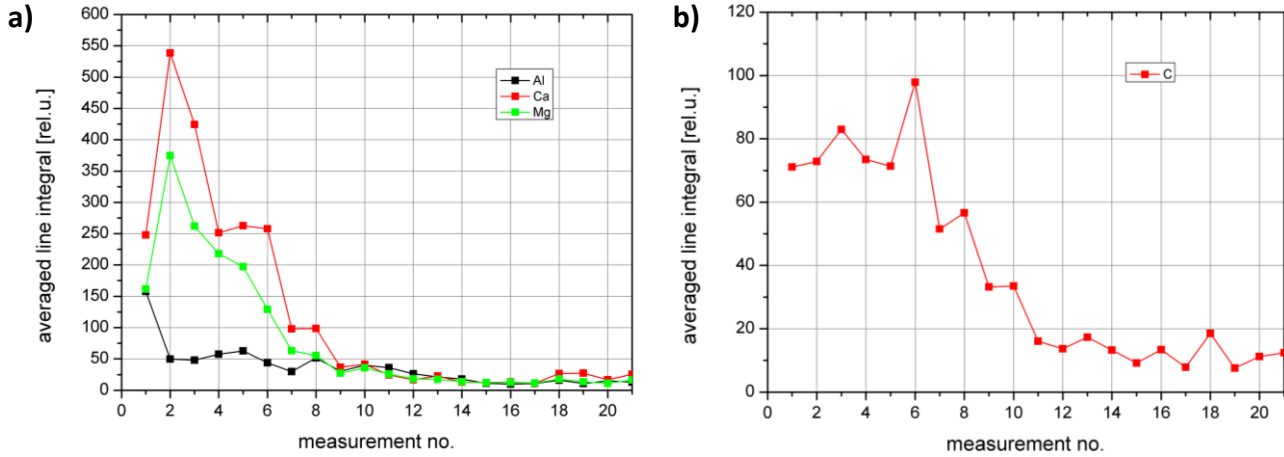 a)
600
550
500
450
400
350
300
250
200
150
100
50
0
averaged line integral [rel.u.]
Al
Ca
Mg
0 2 4 6 8 10 12 14 16 18 20
measurement no.
b)
120
100
80
60
40
20
0
averaged line integral [rel.u.]
C
0 2 4 6 8 10 12 14 16 18 20
measurement no.